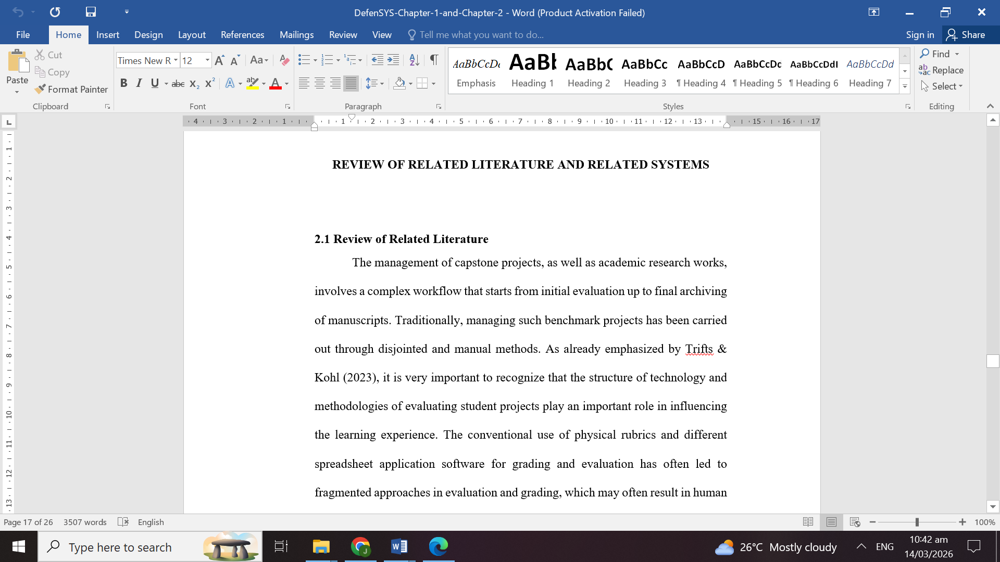 DefenSYS-Chapter-1-and-Chapter-2 - Word (Product Activation Failed)
File Home Insert Design Layout References Mailings Review View Tell me what you want to do... Sign in Share
Paste Cut
Copy
Format Painter
Clipboard
Times New R 12
Font
Paragraph
AaBbCcDc AaBb AaBbC AaBbCc AaBbCcD AaBbCcDc AaBbCcDdI AaBbCcDd
Emphasis Heading 1 Heading 2 Heading 3 ¶ Heading 4 ¶ Heading 5 ¶ Heading 6 Heading 7
Styles
Find
Replace
Select
Editing
4 3 2 1 1 2 3 4 5 6 7 8 9 10 11 12 13 15 16 17
1 2 3 4 5 6 7 8 9 10 11 12 13
REVIEW OF RELATED LITERATURE AND RELATED SYSTEMS
2.1 Review of Related Literature
The management of capstone projects, as well as academic research works,
involves a complex workflow that starts from initial evaluation up to final archiving
of manuscripts. Traditionally, managing such benchmark projects has been carried
out through disjointed and manual methods. As already emphasized by Trifts &
Kohl (2023), it is very important to recognize that the structure of technology and
methodologies of evaluating student projects play an important role in influencing
the learning experience. The conventional use of physical rubrics and different
spreadsheet application software for grading and evaluation has often led to
fragmented approaches in evaluation and grading, which may often result in human
Page 17 of 26 3507 words English 100%
Type here to search
26°C Mostly cloudy ENG 10:42 am
14/03/2026